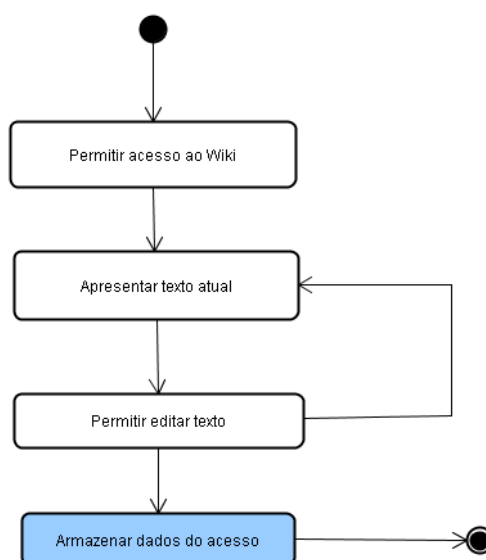 Permitir acesso ao Wiki
Apresentar texto atual
Permitir editar texto
Armazenar dados do acesso